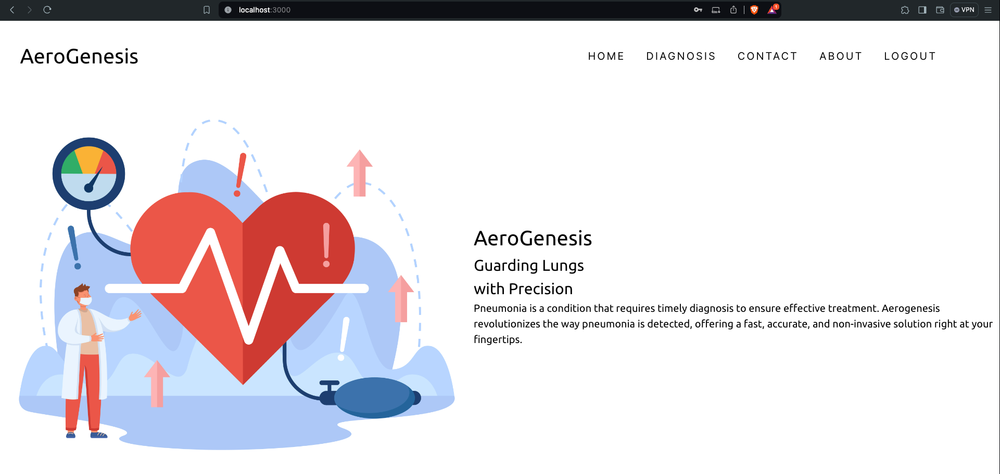 localhost:3000
1
VPN
AeroGenesis
HOME DIAGNOSIS CONTACT ABOUT LOGOUT
AeroGenesis
Guarding Lungs
with Precision
Pneumonia is a condition that requires timely diagnosis to ensure effective treatment. Aerogenesis
revolutionizes the way pneumonia is detected, offering a fast, accurate, and non-invasive solution right at your
fingertips.